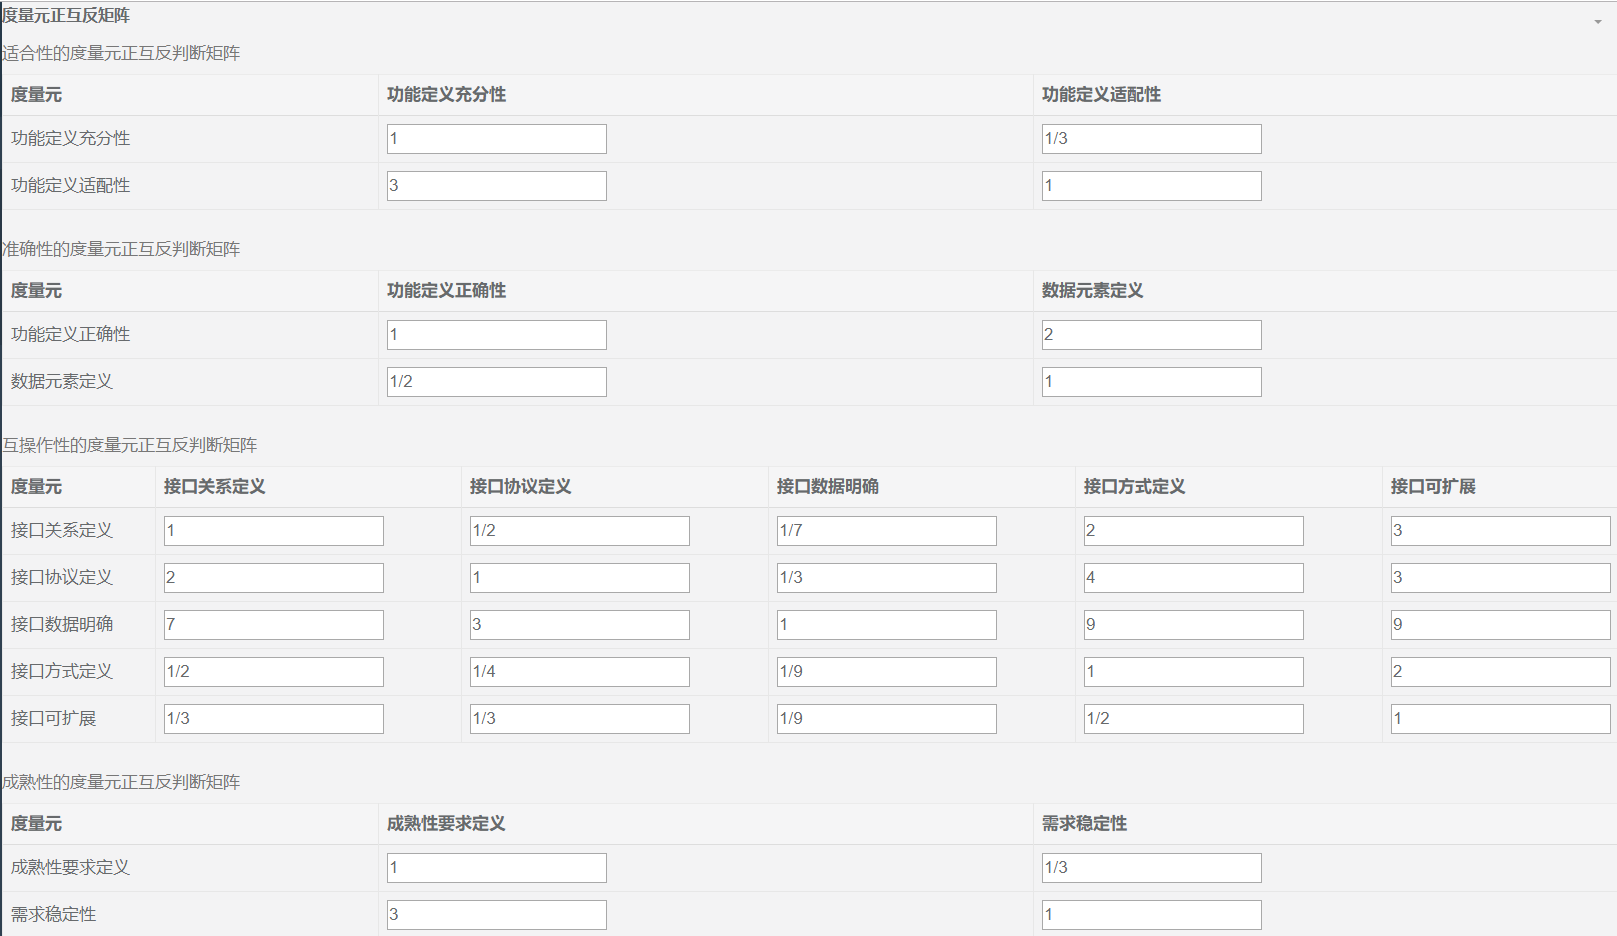 度量元正互反矩阵
适合性的度量元正互反判断矩阵
度量元 功能定义充分性 功能定义适配性
功能定义充分性 1 1/3
功能定义适配性 3 1
准确性的度量元正互反判断矩阵
度量元 功能定义正确性 数据元素定义
功能定义正确性 1 2
数据元素定义 1/2 1
互操作性的度量元正互反判断矩阵
度量元 接口关系定义 接口协议定义 接口数据明确 接口方式定义 接口可扩展
接口关系定义 1 1/2 1/7 2 3
接口协议定义 2 1 1/3 4 3
接口数据明确 7 3 1 9 9
接口方式定义 1/2 1/4 1/9 1 2
接口可扩展 1/3 1/3 1/9 1/2 1
成熟性的度量元正互反判断矩阵
度量元 成熟性要求定义 需求稳定性
成熟性要求定义 1 1/3
需求稳定性 3 1